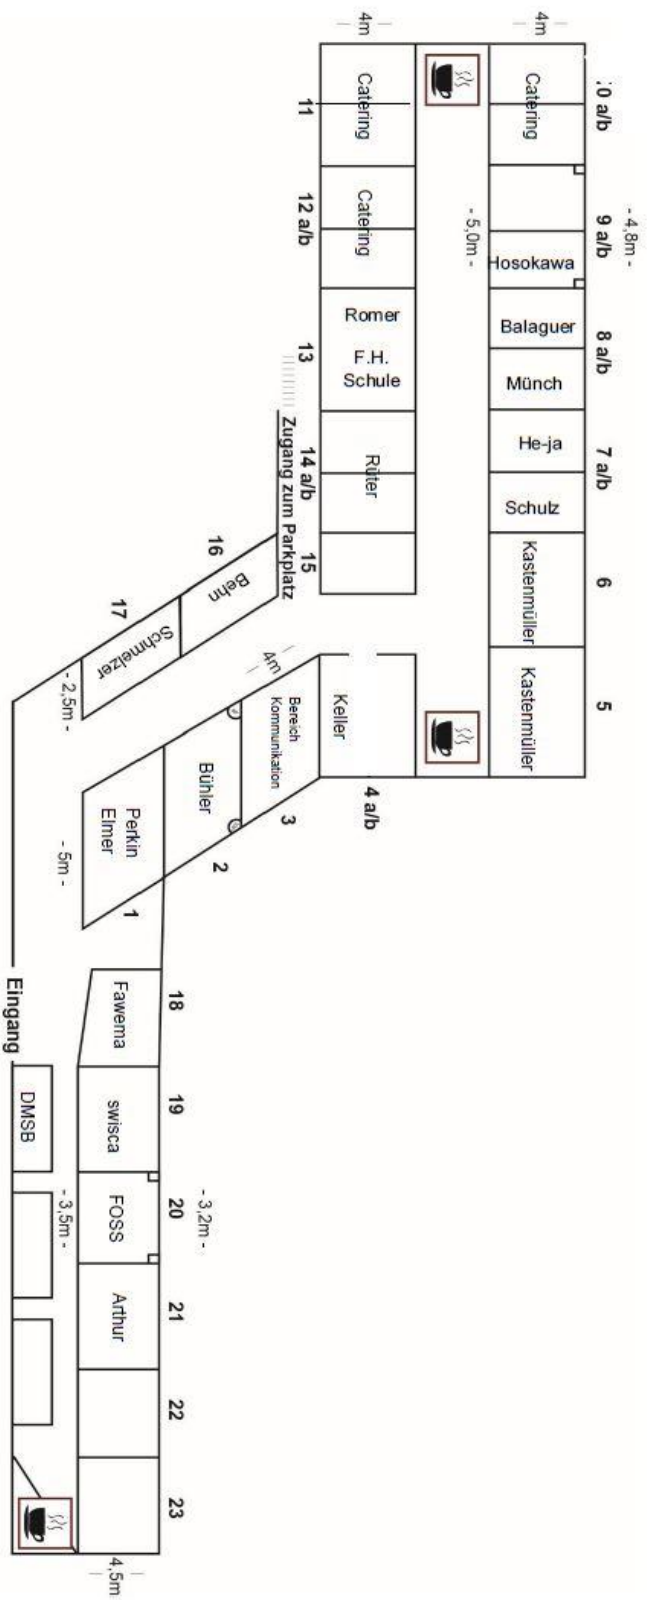 4m
4m
Catering
Catering
10 a/b
11
- 4,8m -
- 5,0m -
Catering
12 a/b
9 a/b
Hosokawa
Romer
F.H.
Schule
13
Balaguer
8 a/b
Münch
He-ja
7 a/b
Schulz
Rüter
14 a/b
15
Zugang zum Parkplatz
Kastenmüller
6
Kastenmüller
5
16
Behn
17
Schmelzer
- 2,5m -
4m
Keller
4 a/b
Bereich
Kommunikation
3
Bühler
2
Perkin
Elmer
1
- 5m -
Eingang
Fawema
18
swisca
19
DMSB
FOSS
20
- 3,2m -
- 3,5m -
Arthur
21
22
23
4,5m